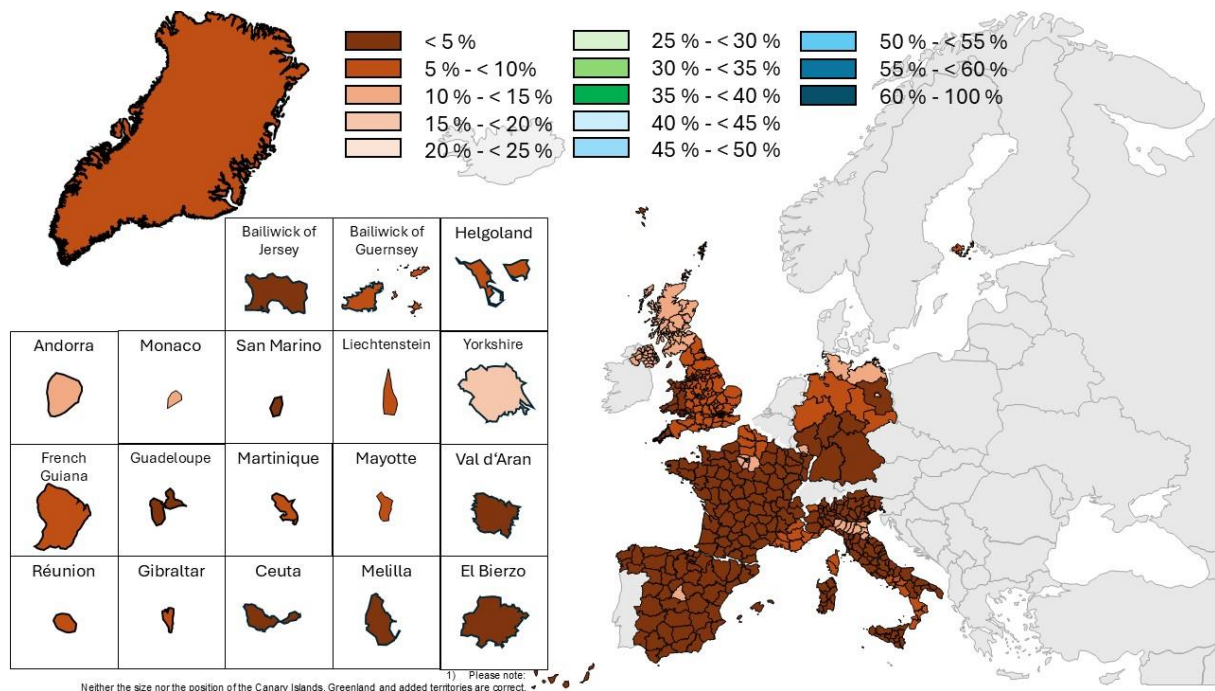 < 5 %
5 % - < 10%
10 % - < 15 %
15 % - < 20 %
20 % - < 25 %
25 % - < 30 %
30 % - < 35 %
35 % - < 40 %
40 % - < 45 %
45 % - < 50 %
50 % - < 55 %
55 % - < 60 %
60 % - 100 %
Bailiwick of
Jersey
Bailiwick of
Guernsey
Helgoland
Andorra
Monaco
San Marino
Liechtenstein
Yorkshire
French
Guiana
Guadeloupe
Martinique
Mayotte
Val d‘Aran
Réunion
Gibraltar
Ceuta
Melilla
El Bierzo
1) Please note:
Neither the size nor the position of the Canary Islands, Greenland and added territories are correct.